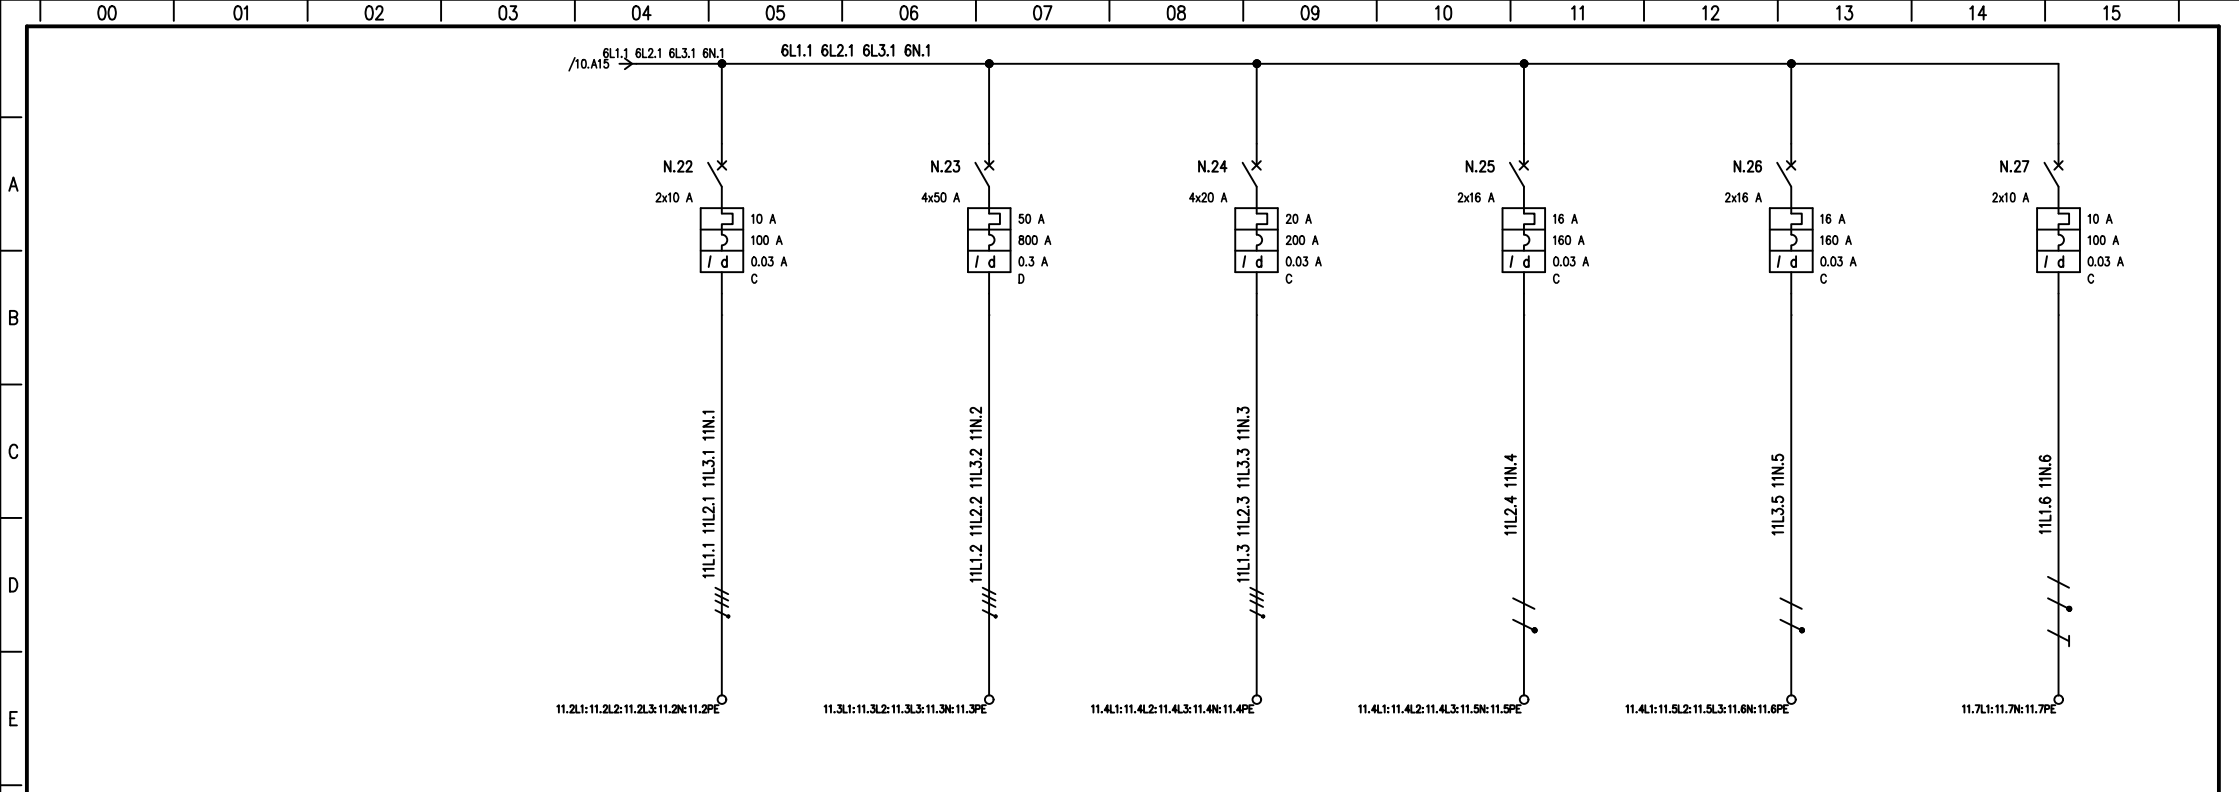 00 01 02 03 04 05 06 07 08 09 10 11 12 13 14 15
6L1.1 6L2.1 6L3.1 6N.1
6L1.1 6L2.1 6L3.1 6N.1
/10.A15
A
N.22 N.23 N.24 N.25 N.26 N.27
2x10 A 4x50 A 4x20 A 2x16 A 2x16 A 2x10 A
10 A 50 A 20 A 16 A 16 A 10 A
100 A 800 A 200 A 160 A 160 A 100 A
I d 0.03 A I d 0.3 A I d 0.03 A I d 0.03 A I d 0.03 A I d 0.03 A
C D C C C C
B
C
11L1.1 11L2.1 11L3.1 11N.1
11L1.2 11L2.2 11L3.2 11N.2
11L1.3 11L2.3 11L3.3 11N.3
11L2.4 11N.4
11L3.5 11N.5
11L1.6 11N.6
D
E
11.2L1:11.2L2:11.2L3:11.2N:11.2PE
11.3L1:11.3L2:11.3L3:11.3N:11.3PE
11.4L1:11.4L2:11.4L3:11.4N:11.4PE
11.4L1:11.4L2:11.4L3:11.5N:11.5PE
11.4L1:11.5L2:11.5L3:11.6N:11.6PE
11.7L1:11.7N:11.7PE